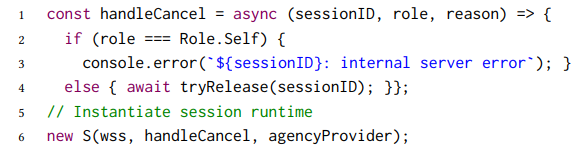 1 const handleCancel = async (sessionID, role, reason) => {
2 if (role === Role.Self) {
3 console.error(`${sessionID}: internal server error`); }
4 else { await tryRelease(sessionID); }};
5 // Instantiate session runtime
6 new S(wss, handleCancel, agencyProvider);